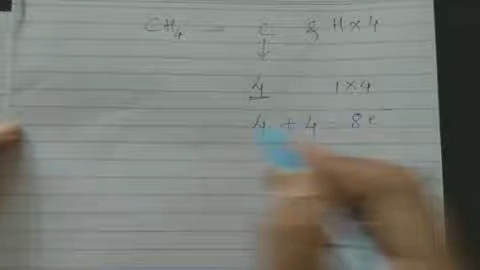 CH₄ — C & H × 4
↓
4 1 × 4
4 + 4 = 8e⁻